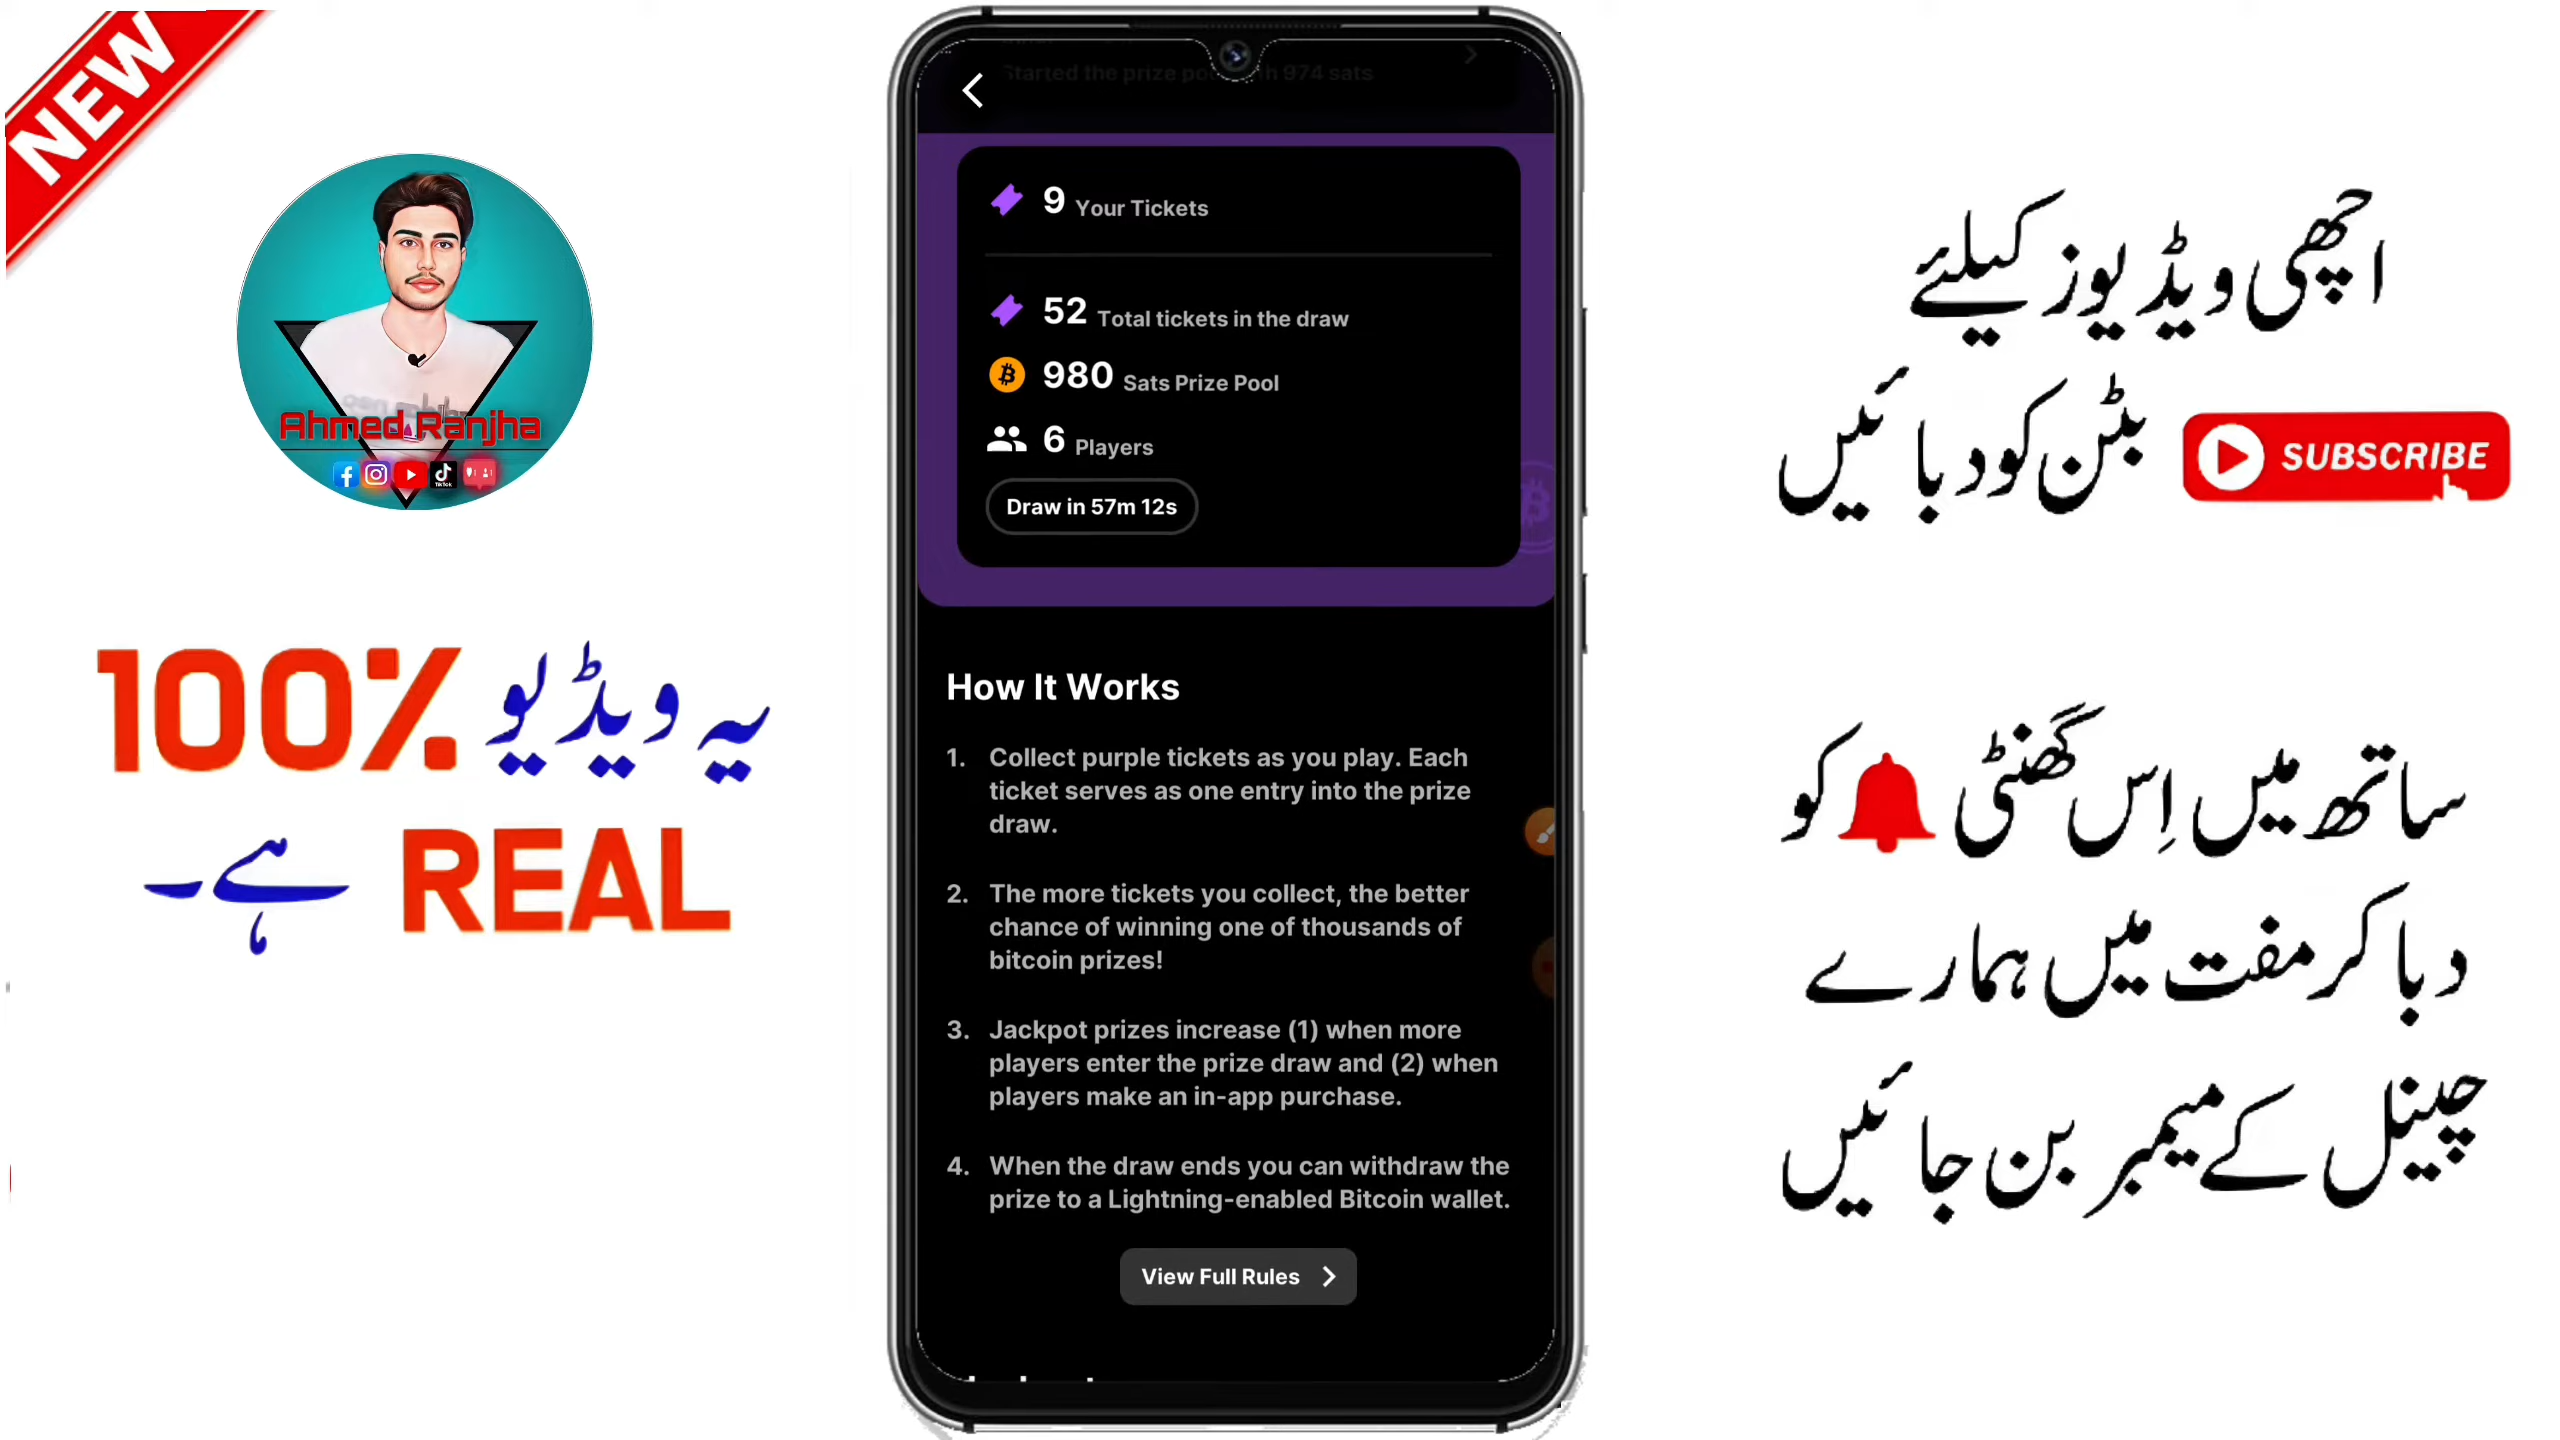 NEW
Ahmed Ranjha
یہ ویڈیو 100%
REAL ہے۔
Started the prize
974 sats
9 Your Tickets
52 Total tickets in the draw
980 Sats Prize Pool
6 Players
Draw in 57m 12s
How It Works
1. Collect purple tickets as you play. Each
ticket serves as one entry into the prize
draw.
2. The more tickets you collect, the better
chance of winning one of thousands of
bitcoin prizes!
3. Jackpot prizes increase (1) when more
players enter the prize draw and (2) when
players make an in-app purchase.
4. When the draw ends you can withdraw the
prize to a Lightning-enabled Bitcoin wallet.
View Full Rules
اچھی ویڈیوز کیلئے
بٹن کو دبائیں
SUBSCRIBE
ساتھ میں اِس گھنٹی کو
دبا کر مفت میں ہمارے
چینل کے میمبر بن جائیں